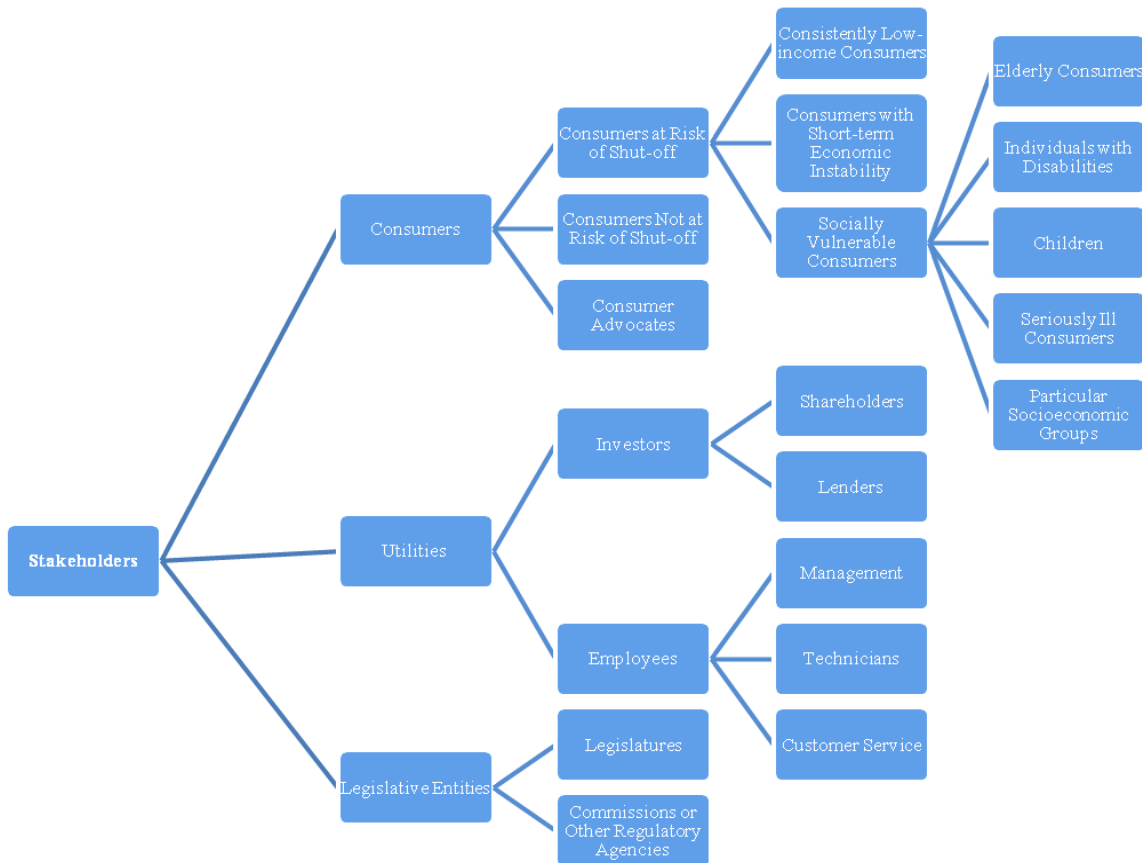 Stakeholders
Consumers
Consumers at Risk
of Shut-off
Consistently Low-
income Consumers
Consumers with
Short-term
Economic
Instability
Socially
Vulnerable
Consumers
Elderly Consumers
Individuals with
Disabilities
Children
Seriously Ill
Consumers
Particular
Socioeconomic
Groups
Consumers Not at
Risk of Shut-off
Consumer
Advocates
Utilities
Investors
Shareholders
Lenders
Employees
Management
Technicians
Customer Service
Legislative Entities
Legislatures
Commissions or
Other Regulatory
Agencies